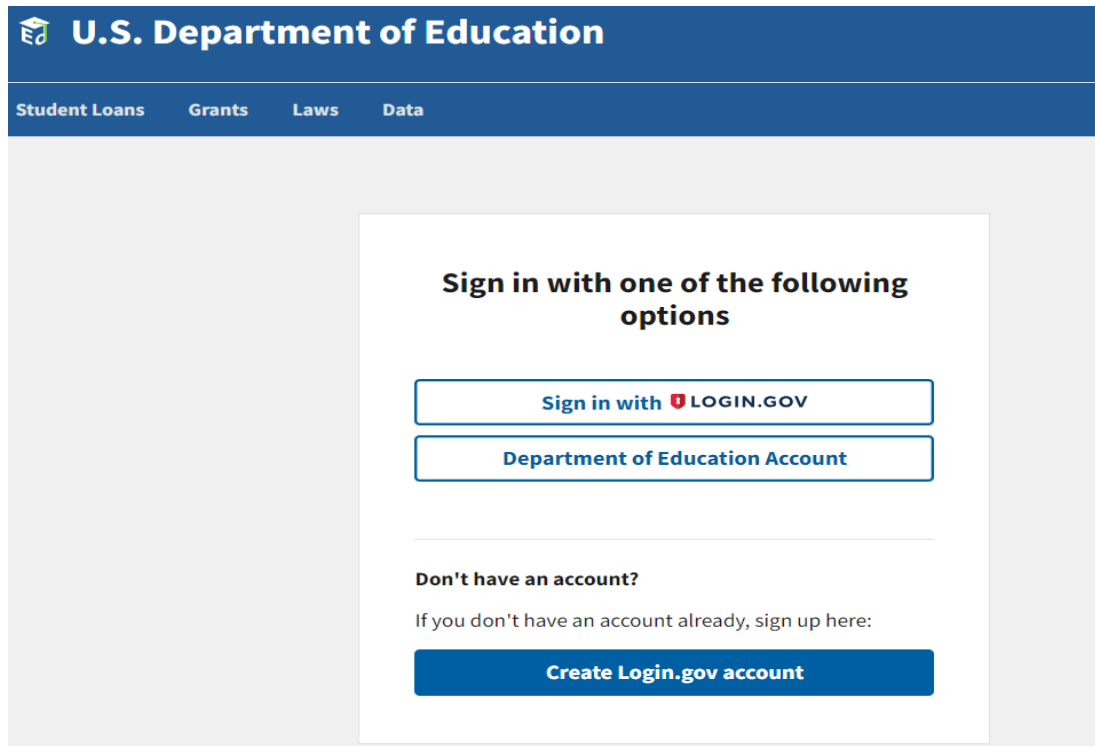 Ed U.S. Department of Education
Student Loans Grants Laws Data
Sign in with one of the following
options
Sign in with LOGIN.GOV
Department of Education Account
Don't have an account?
If you don't have an account already, sign up here:
Create Login.gov account